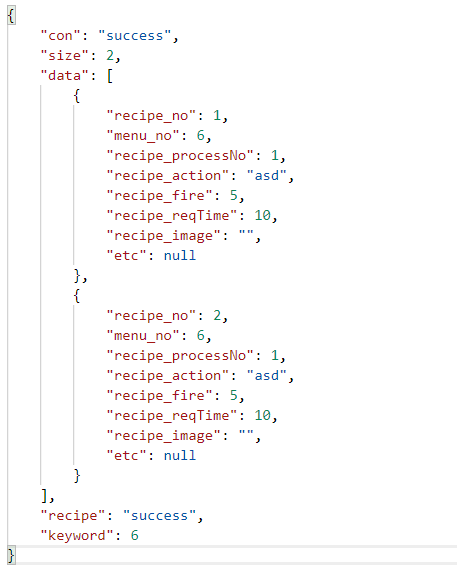 {
    "con": "success",
    "size": 2,
    "data": [
        {
            "recipe_no": 1,
            "menu_no": 6,
            "recipe_processNo": 1,
            "recipe_action": "asd",
            "recipe_fire": 5,
            "recipe_reqTime": 10,
            "recipe_image": "",
            "etc": null
        },
        {
            "recipe_no": 2,
            "menu_no": 6,
            "recipe_processNo": 1,
            "recipe_action": "asd",
            "recipe_fire": 5,
            "recipe_reqTime": 10,
            "recipe_image": "",
            "etc": null
        }
    ],
    "recipe": "success",
    "keyword": 6
}